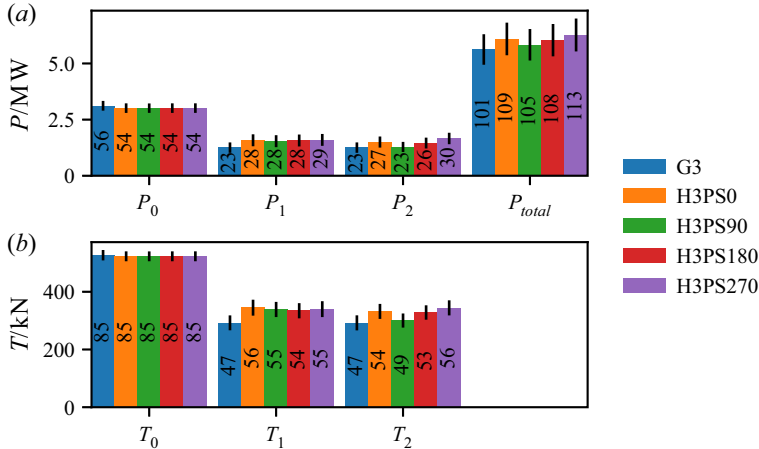 (a)
P/MW
5.0
2.5
0
56 54 54 54 54
23 28 28 28 29
23 27 23 26 30
101 109 105 108 113
P0 P1 P2 Ptotal
G3
H3PS0
H3PS90
H3PS180
H3PS270
(b)
T/kN
400
200
0
85 85 85 85 85
47 56 55 54 55
47 54 49 53 56
T0 T1 T2